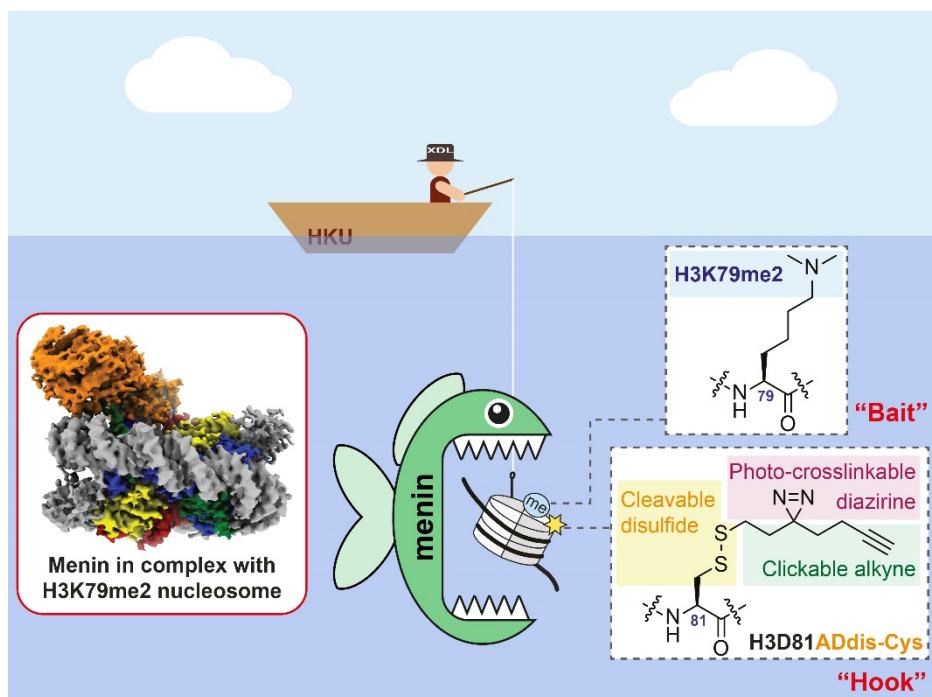 XDL
HKU
H3K79me2
N
N
H
79
O
"Bait"
me
menin
Menin in complex with
H3K79me2 nucleosome
Photo-crosslinkable
diazirine
Cleavable
disulfide
N=N
S
S
Clickable alkyne
N
H
81
O
H3D81ADdis-Cys
"Hook"